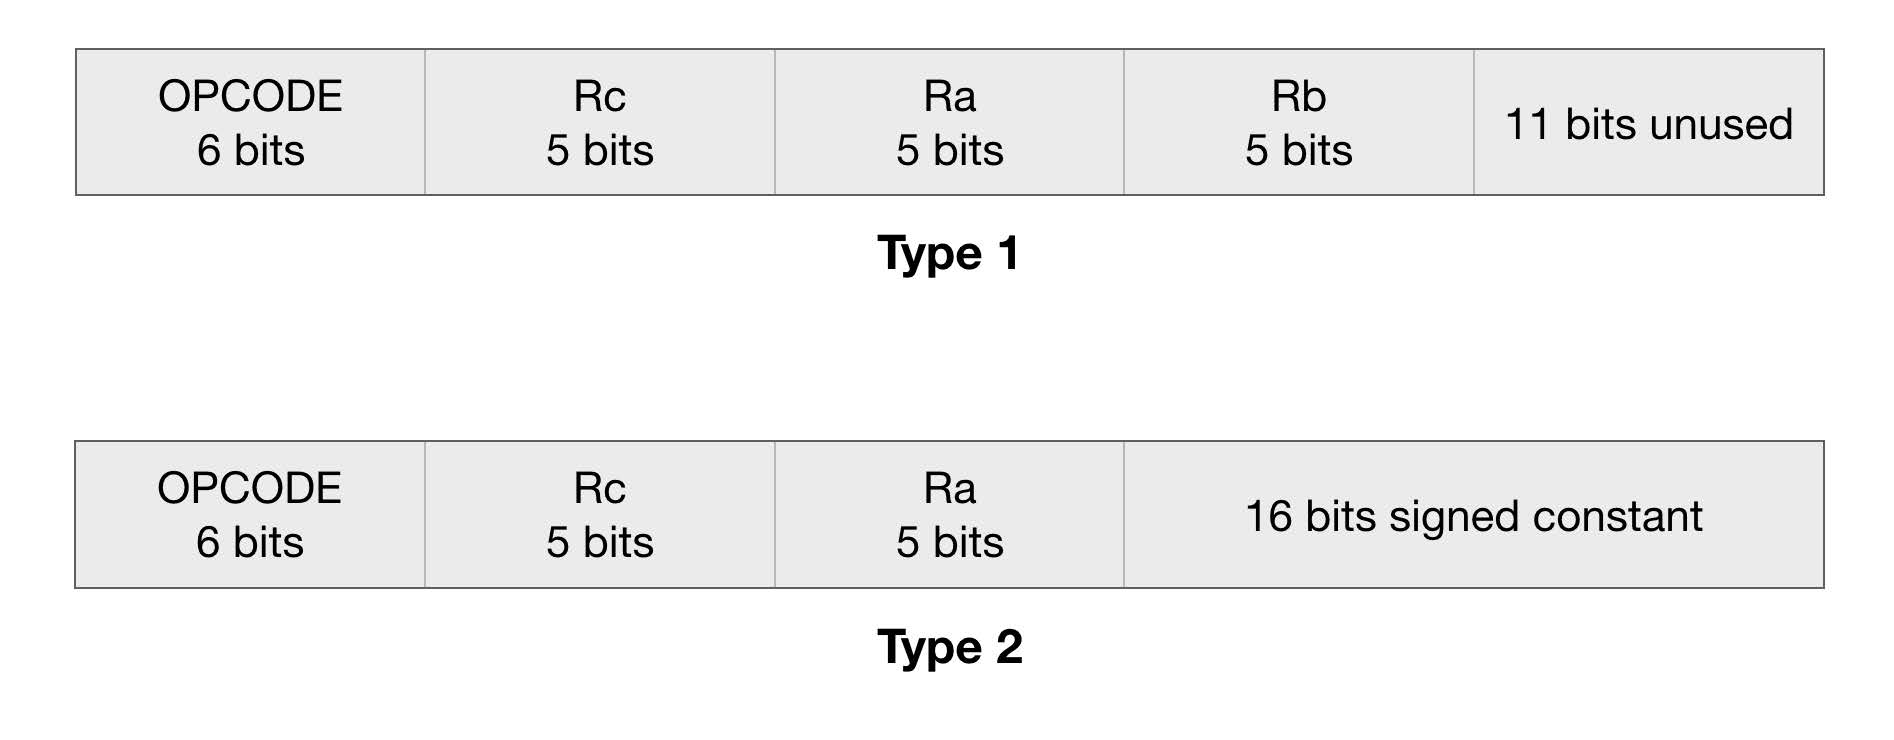 OPCODE
6 bits
Rc
5 bits
Ra
5 bits
Rb
5 bits
11 bits unused
Type 1
OPCODE
6 bits
Rc
5 bits
Ra
5 bits
16 bits signed constant
Type 2